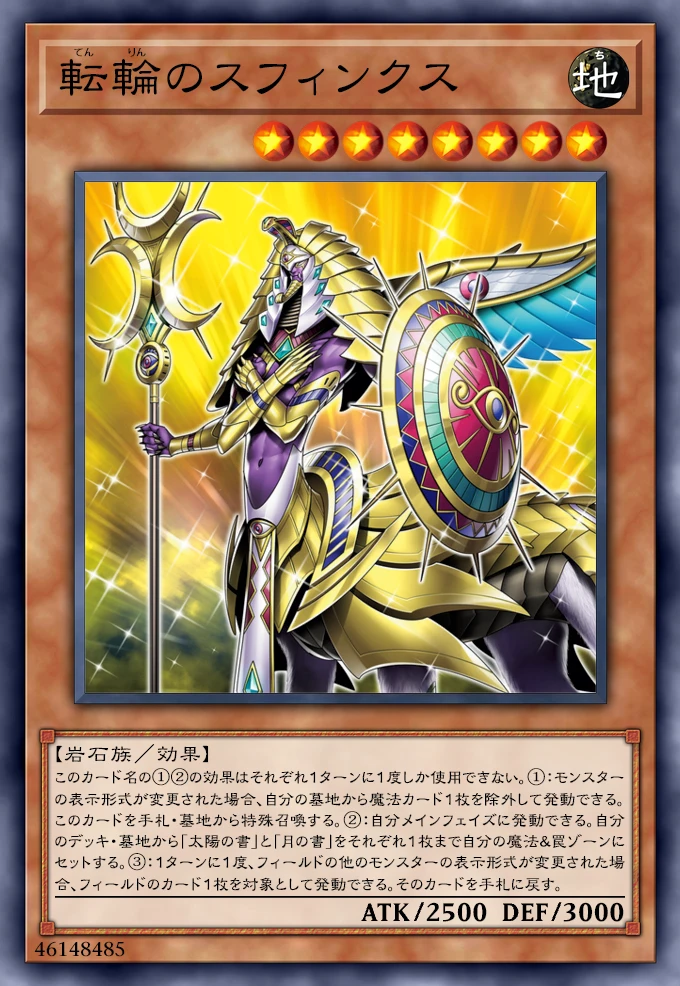 転輪のスフィンクス
てん りん
地
ち
【岩石族/効果】
このカード名の①②の効果はそれぞれ1ターンに1度しか使用できない。①:モンスター
の表示形式が変更された場合、自分の墓地から魔法カード1枚を除外して発動できる。
このカードを手札・墓地から特殊召喚する。②:自分メインフェイズに発動できる。自分
のデッキ・墓地から「太陽の書」と「月の書」をそれぞれ1枚まで自分の魔法&罠ゾーンに
セットする。③:1ターンに1度、フィールドの他のモンスターの表示形式が変更された場
合、フィールドのカード1枚を対象として発動できる。そのカードを手札に戻す。
ATK/2500 DEF/3000
46148485